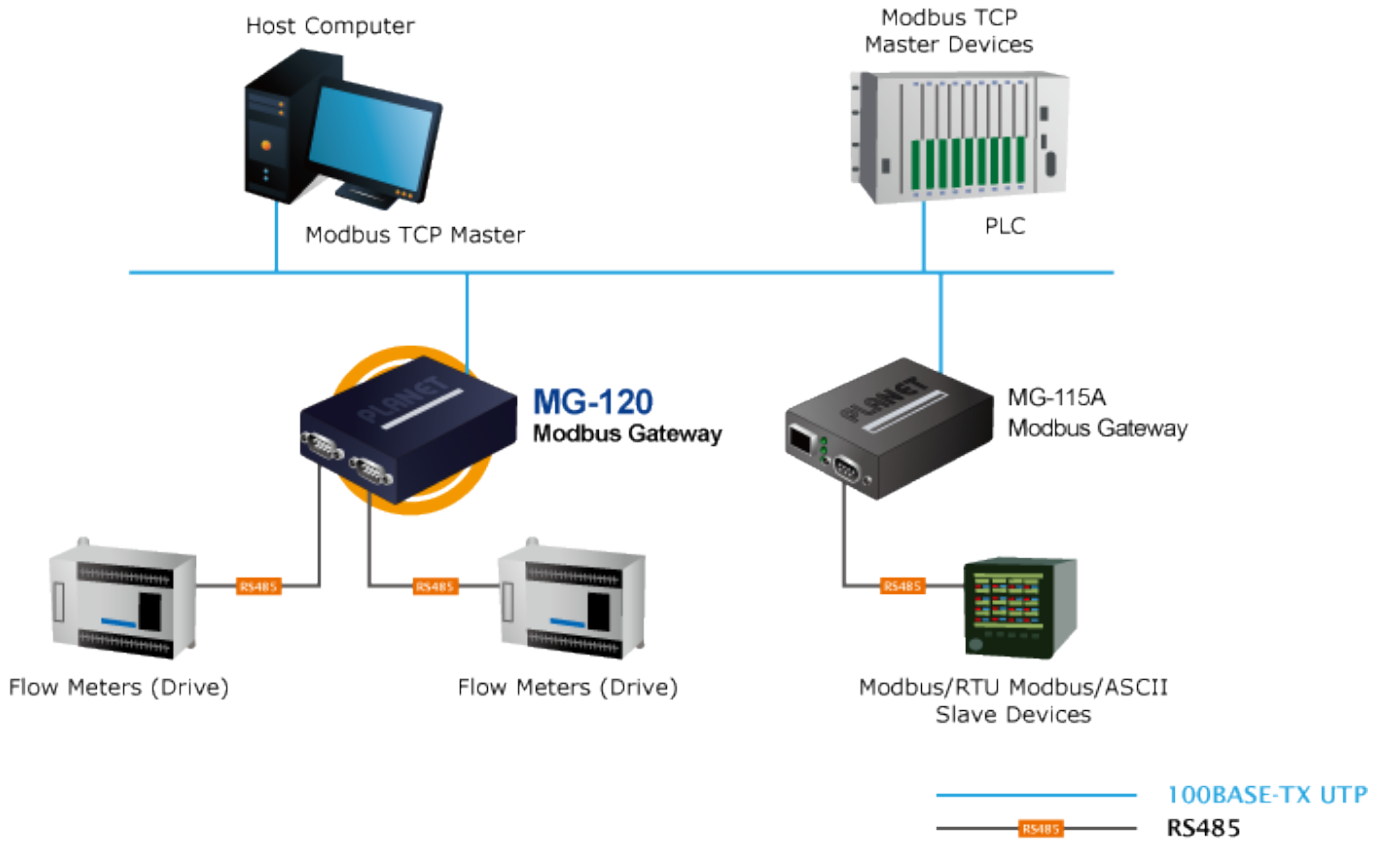 Host Computer
Modbus TCP
Master Devices
Modbus TCP Master
PLC
PLANET
MG-120
Modbus Gateway
PLANET
MG-115A
Modbus Gateway
RS485
RS485
RS485
Flow Meters (Drive)
Flow Meters (Drive)
Modbus/RTU Modbus/ASCII
Slave Devices
100BASE-TX UTP
RS485
RS485